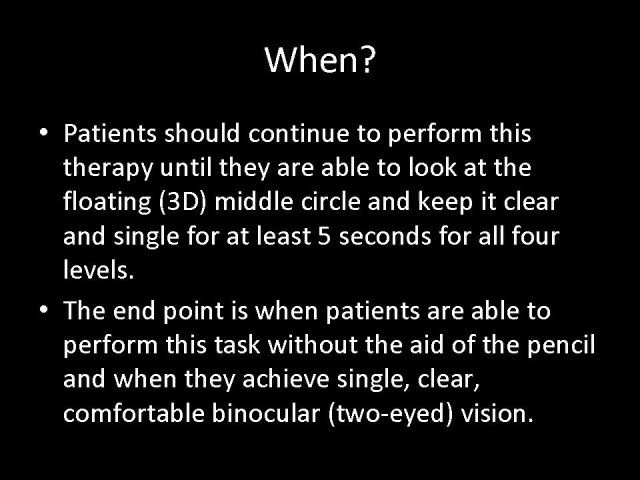 When?
• Patients should continue to perform this
therapy until they are able to look at the
floating (3D) middle circle and keep it clear
and single for at least 5 seconds for all four
levels.
• The end point is when patients are able to
perform this task without the aid of the pencil
and when they achieve single, clear,
comfortable binocular (two-eyed) vision.